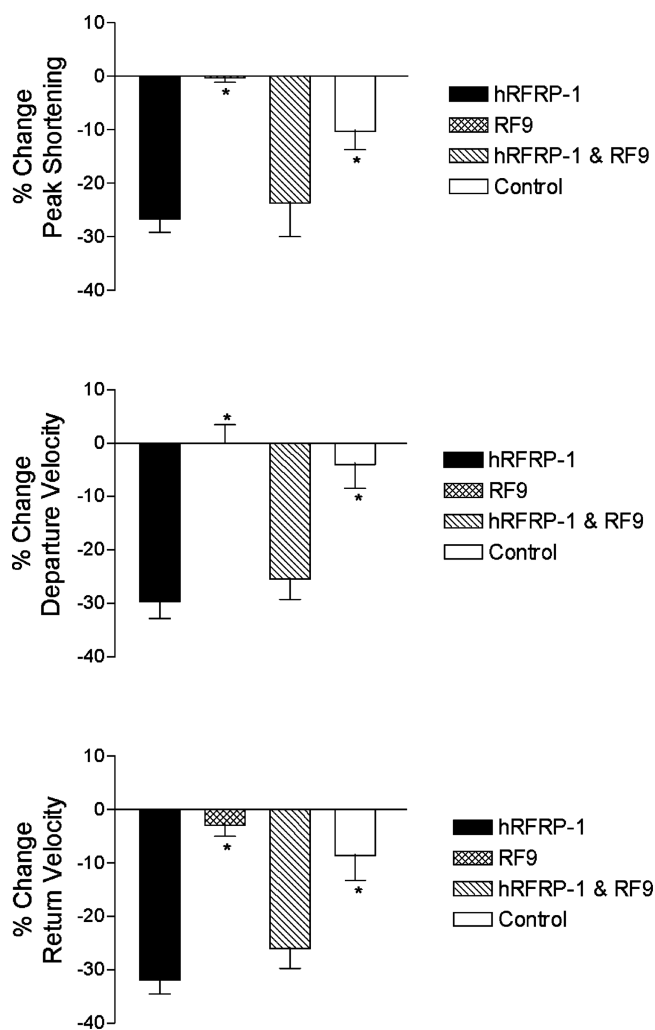 % Change
Peak Shortening
10
0
-10
-20
-30
-40
*
*
hRFRP-1
RF9
hRFRP-1 & RF9
Control
% Change
Departure Velocity
10
0
-10
-20
-30
-40
*
*
hRFRP-1
RF9
hRFRP-1 & RF9
Control
% Change
Return Velocity
10
0
-10
-20
-30
-40
*
*
hRFRP-1
RF9
hRFRP-1 & RF9
Control